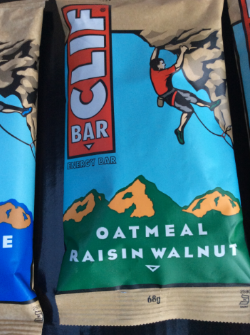 CLIF
BAR
ENERGY BAR
E
OATMEAL
RAISIN WALNUT
68g